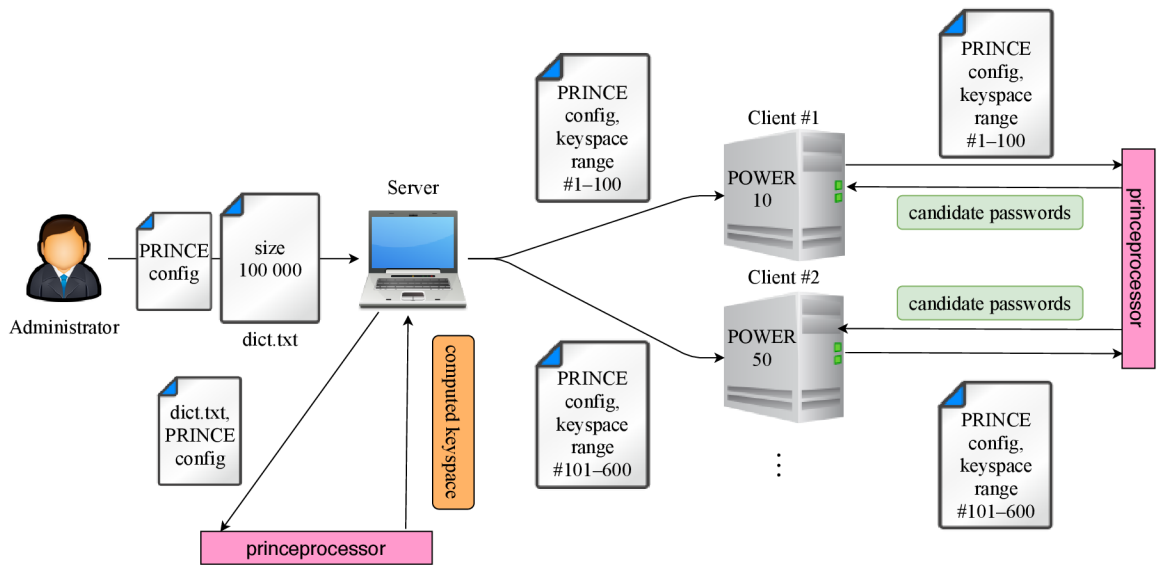 Administrator
PRINCE
config
size
100 000
dict.txt
Server
dict.txt,
PRINCE
config
computed keyspace
princeprocessor
PRINCE
config,
keyspace
range
#1–100
PRINCE
config,
keyspace
range
#101–600
Client #1
POWER
10
Client #2
POWER
50
PRINCE
config,
keyspace
range
#1–100
candidate passwords
candidate passwords
princeprocessor
PRINCE
config,
keyspace
range
#101–600